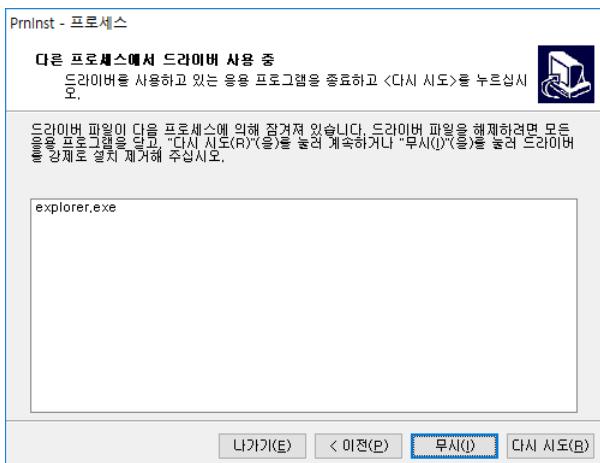 PrnInst - 프로세스
다른 프로세스에서 드라이버 사용 중
드라이버를 사용하고 있는 응용 프로그램을 종료하고 <다시 시도>를 누르십시
오.
드라이버 파일이 다음 프로세스에 의해 잠겨져 있습니다. 드라이버 파일을 해제하려면 모든
응용 프로그램을 닫고, "다시 시도(R)"(을)를 눌러 계속하거나 "무시(I)"(을)를 눌러 드라이버
를 강제로 설치 제거해 주십시오.
explorer.exe
나가기(E) < 이전(P) 무시(I) 다시 시도(R)